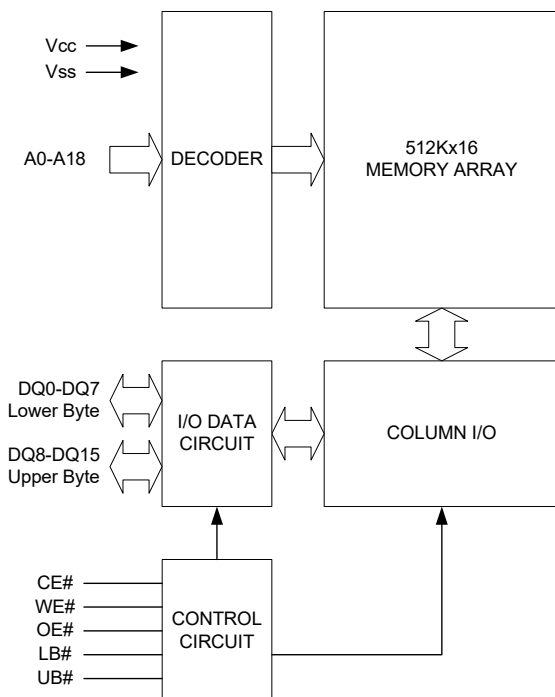 Vcc
Vss
A0-A18
DECODER
512Kx16
MEMORY ARRAY
DQ0-DQ7
Lower Byte
DQ8-DQ15
Upper Byte
I/O DATA
CIRCUIT
COLUMN I/O
CE#
WE#
OE#
LB#
UB#
CONTROL
CIRCUIT